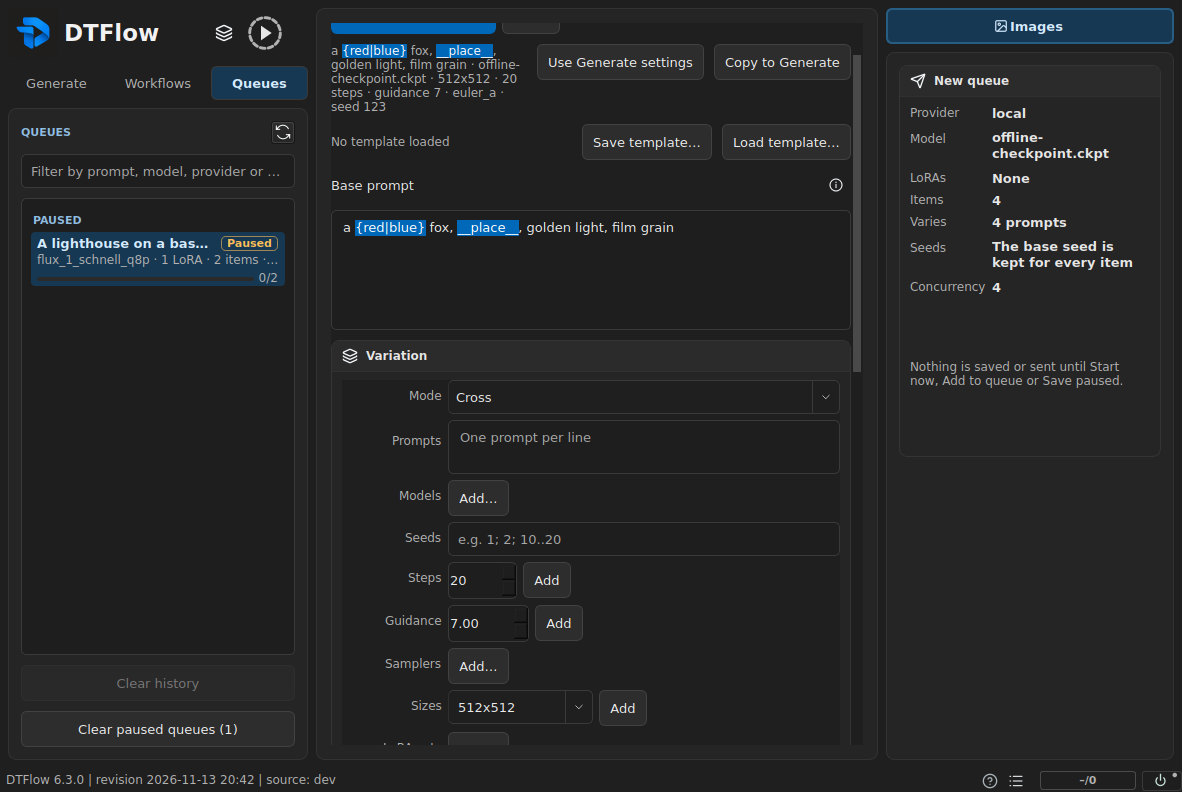 DTFlow
Generate
Workflows
Queues
QUEUES
Filter by prompt, model, provider or ...
PAUSED
A lighthouse on a bas...
Paused
flux_1_schnell_q8p · 1 LoRA · 2 items ·...
0/2
Clear history
Clear paused queues (1)
a {red|blue} fox, __place__,
golden light, film grain · offline-
checkpoint.ckpt · 512x512 · 20
steps · guidance 7 · euler_a ·
seed 123
Use Generate settings
Copy to Generate
No template loaded
Save template...
Load template...
Base prompt
a {red|blue} fox, __place__, golden light, film grain
Variation
Mode
Cross
Prompts
One prompt per line
Models
Add...
Seeds
e.g. 1; 2; 10..20
Steps
20
Add
Guidance
7.00
Add
Samplers
Add...
Sizes
512x512
Add
Images
New queue
Provider
local
Model
offline-
checkpoint.ckpt
LoRAs
None
Items
4
Varies
4 prompts
Seeds
The base seed is
kept for every item
Concurrency
4
Nothing is saved or sent until Start
now, Add to queue or Save paused.
DTFlow 6.3.0 | revision 2026-11-13 20:42 | source: dev
–/0